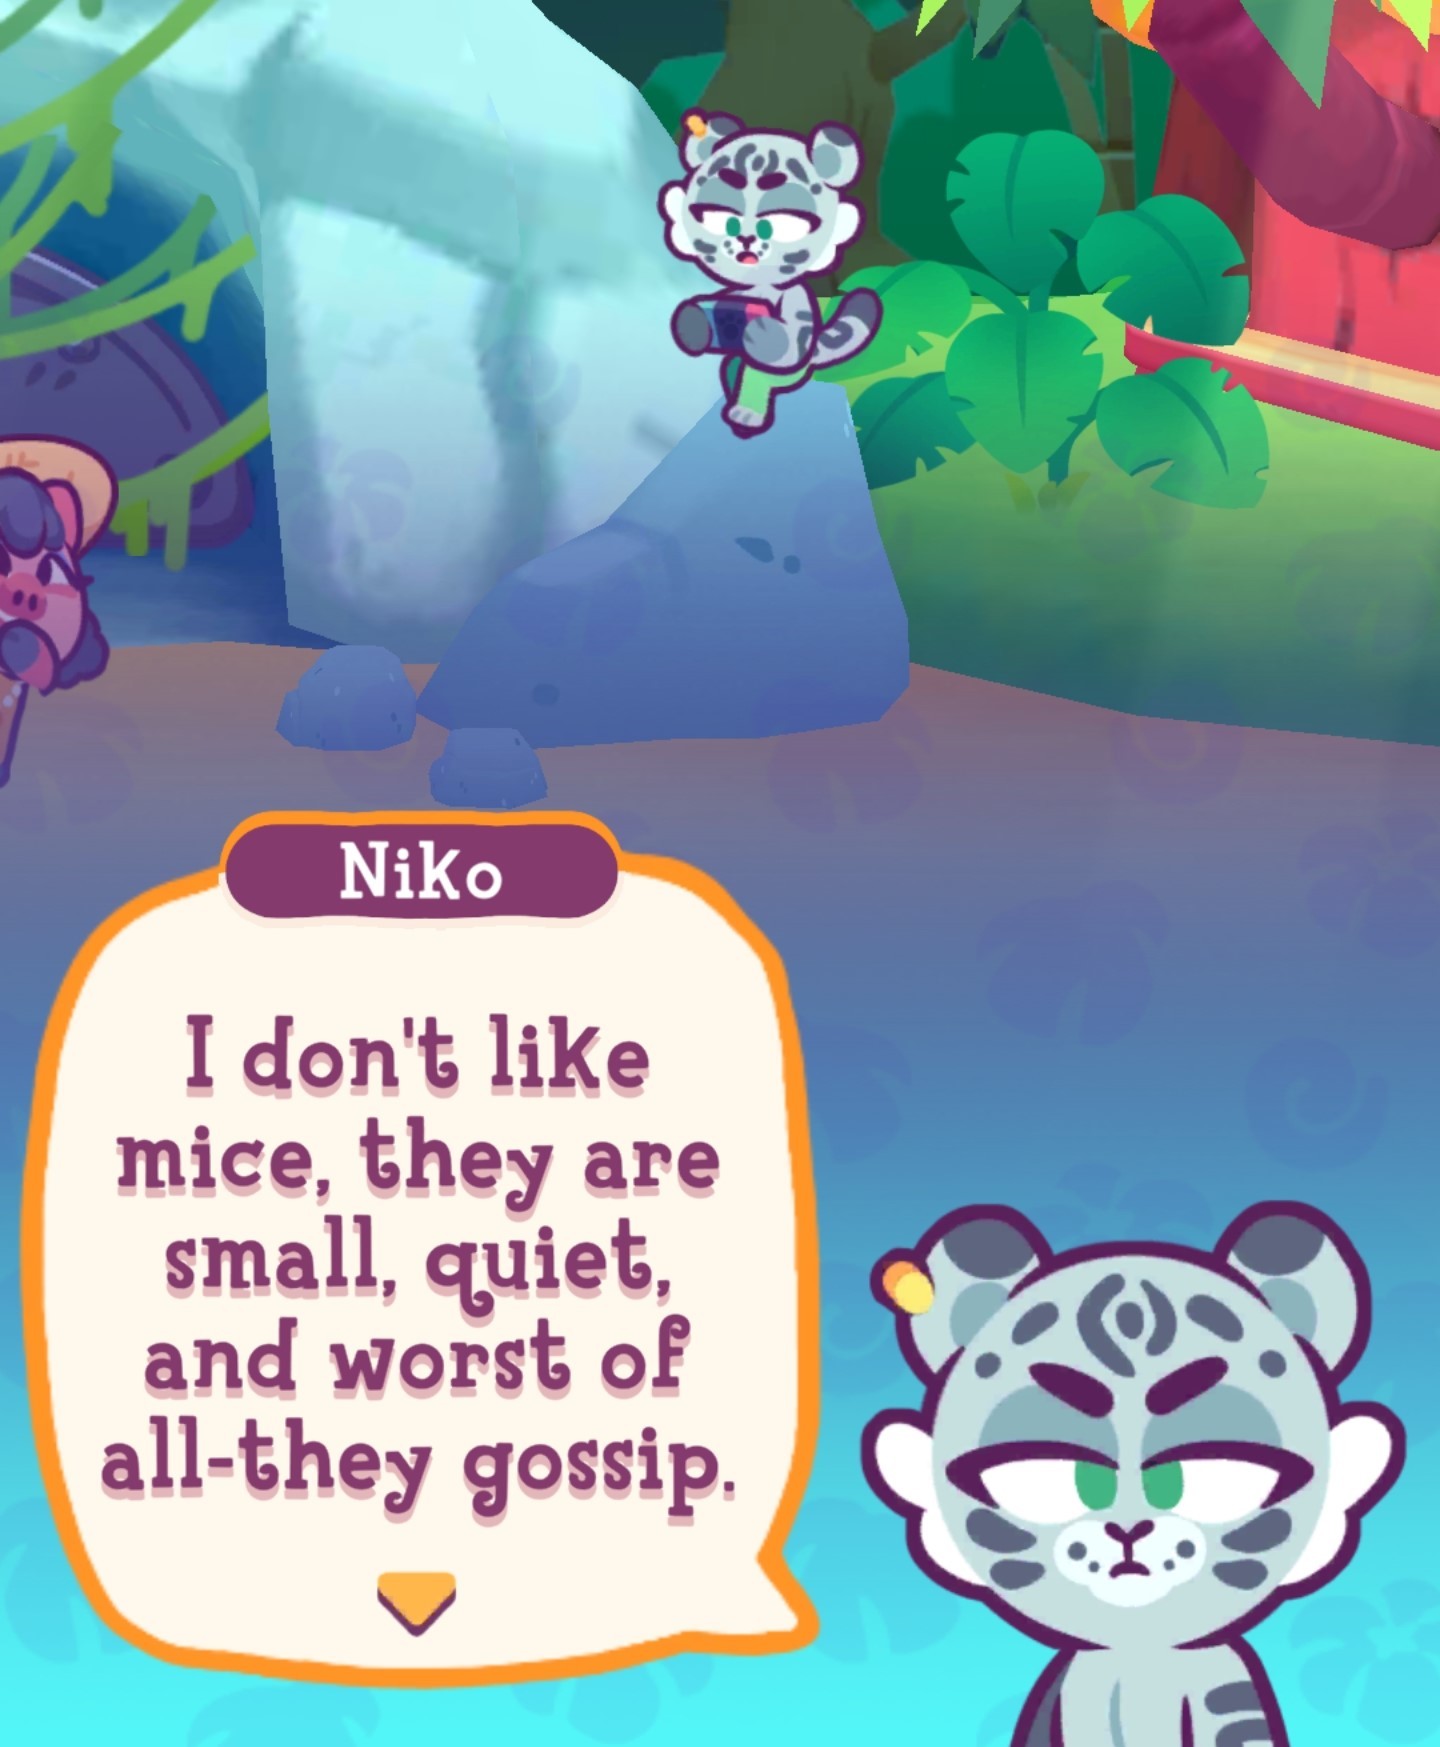 Niko
I don't like
mice, they are
small, quiet,
and worst of
all-they gossip.